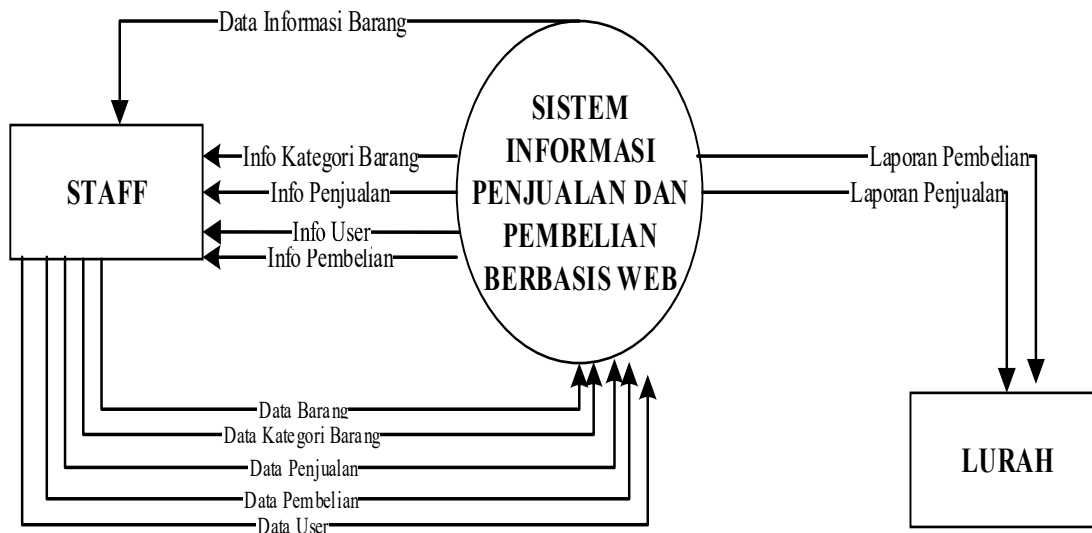 Data Informasi Barang
SISTEM
INFORMASI
PENJUALAN DAN
PEMBELIAN
BERBASIS WEB
STAFF
Info Kategori Barang
Info Penjualan
Info User
Info Pembelian
Laporan Pembelian
Laporan Penjualan
Data Barang
Data Kategori Barang
Data Penjualan
Data Pembelian
Data User
LURAH